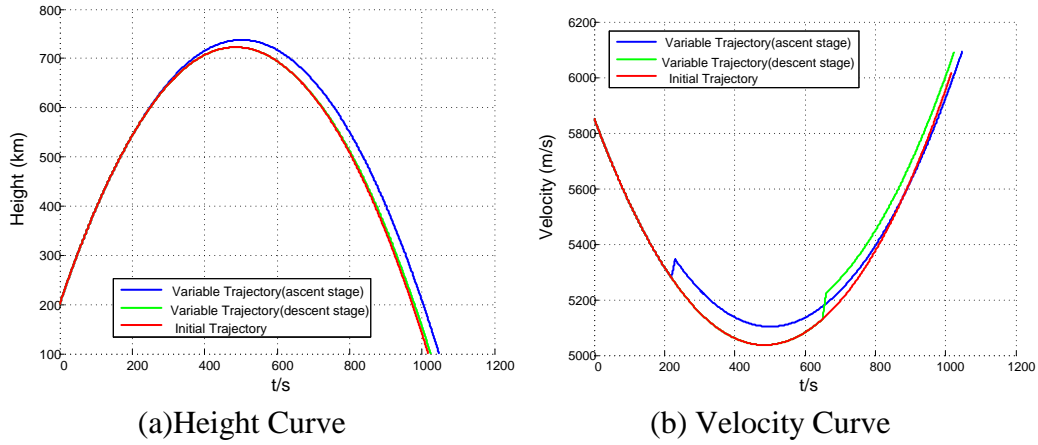 800
700
600
500
400
300
200
100
0
200
400
600
800
1000
1200
Height (km)
t/s
Variable Trajectory(ascent stage)
Variable Trajectory(descent stage)
Initial Trajectory
(a)Height Curve
6200
6000
5800
5600
5400
5200
5000
0
200
400
600
800
1000
1200
Velocity (m/s)
t/s
Variable Trajectory(ascent stage)
Variable Trajectory(descent stage)
Initial Trajectory
(b) Velocity Curve